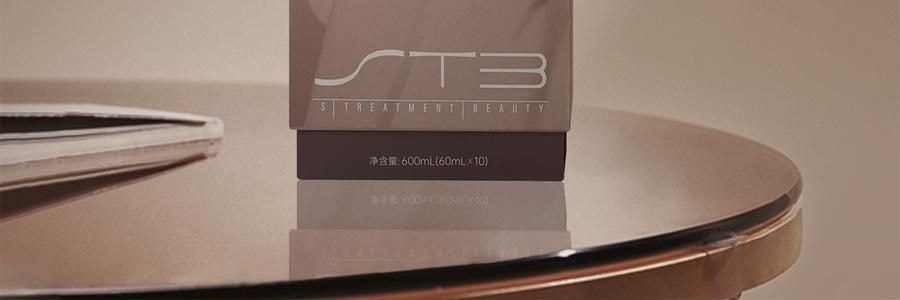 STB
S TREATMENT BEAUTY
净含量: 600mL(60mL×10)